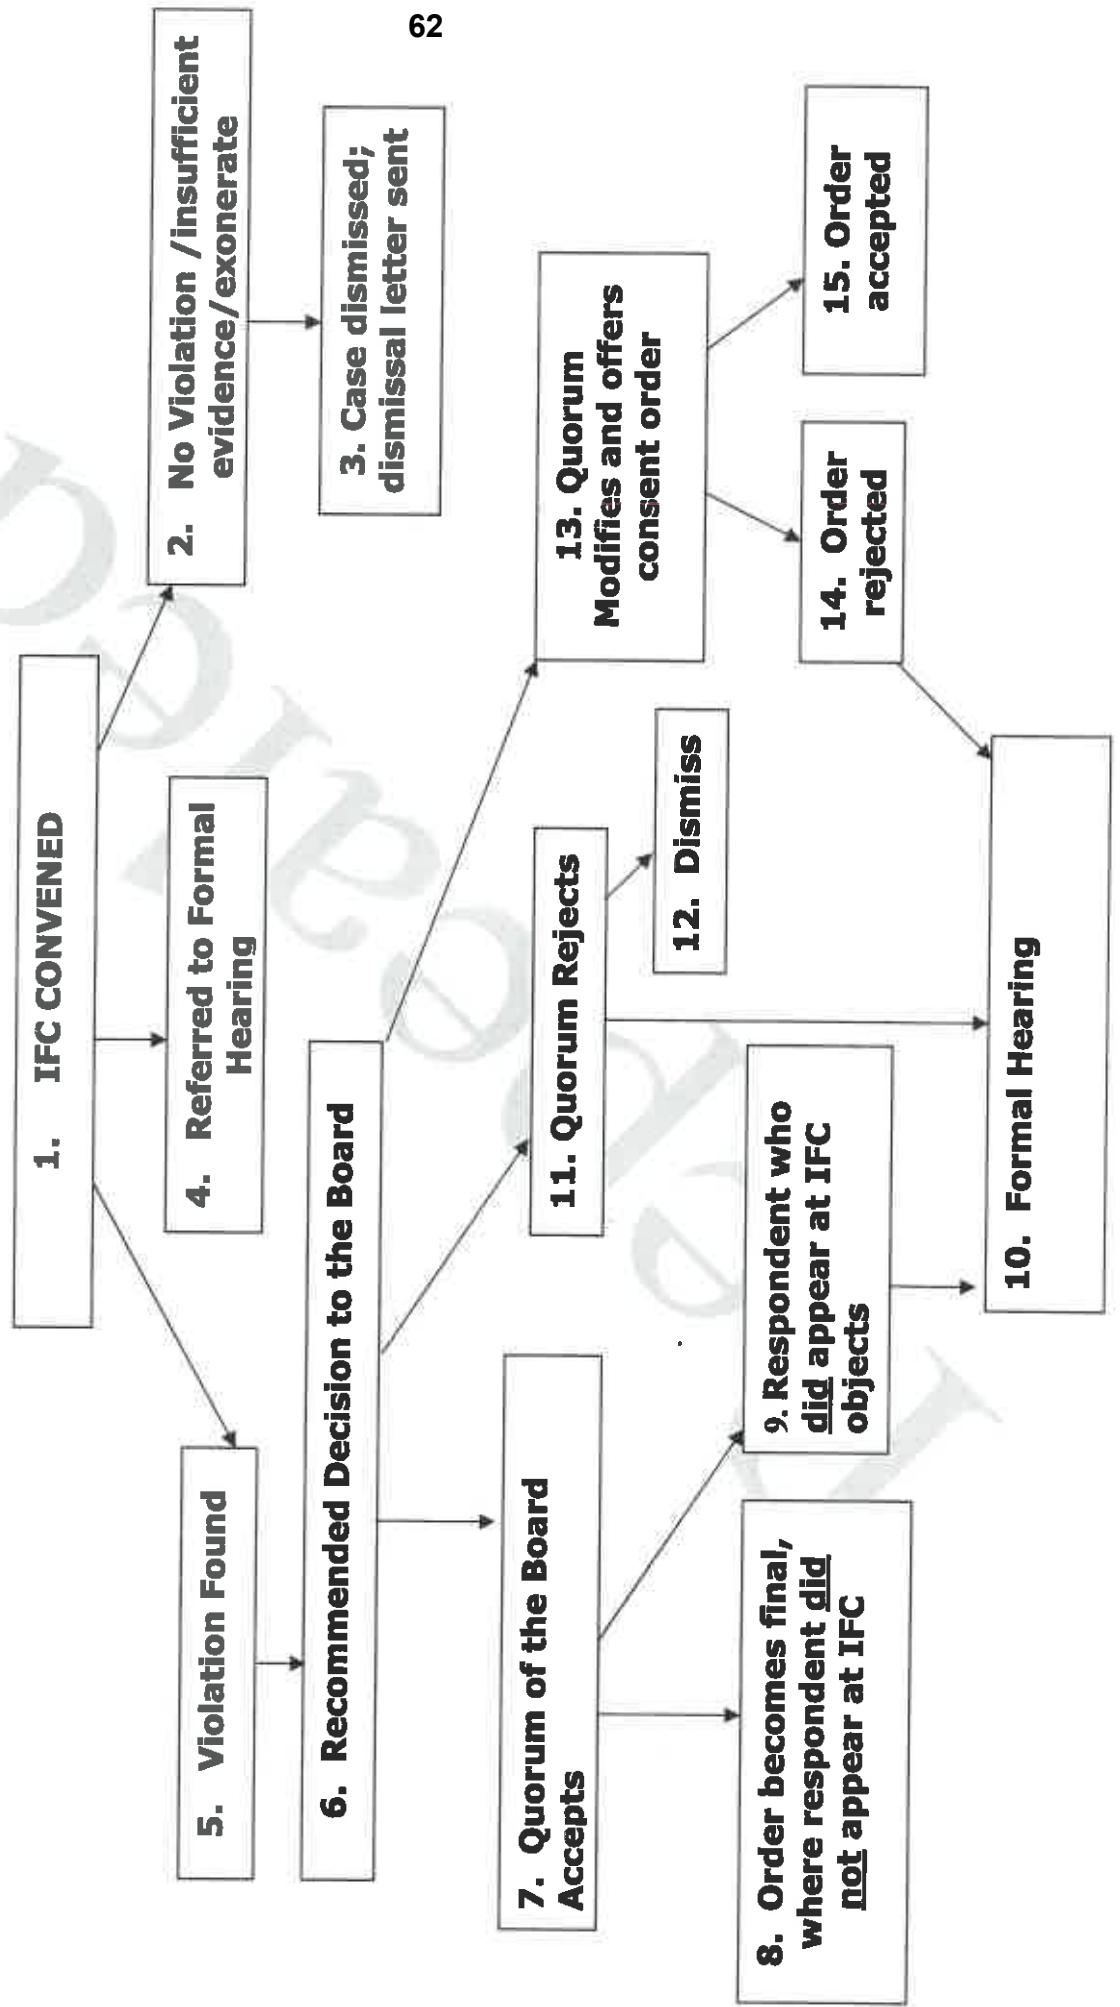 62
1. IFC CONVENED
2. No Violation /insufficient
evidence/exonerate
3. Case dismissed;
dismissal letter sent
4. Referred to Formal
Hearing
5. Violation Found
6. Recommended Decision to the Board
7. Quorum of the Board
Accepts
8. Order becomes final,
where respondent did
not appear at IFC
9. Respondent who
did appear at IFC
objects
10. Formal Hearing
11. Quorum Rejects
12. Dismiss
13. Quorum
Modifies and offers
consent order
14. Order
rejected
15. Order
accepted